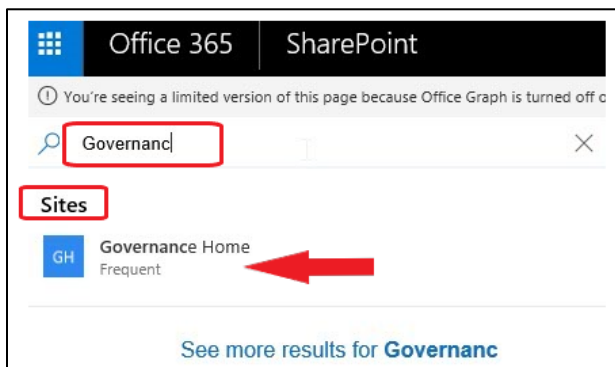 Office 365 SharePoint
You're seeing a limited version of this page because Office Graph is turned off
Governanc
Sites
GH Governance Home
Frequent
See more results for Governanc